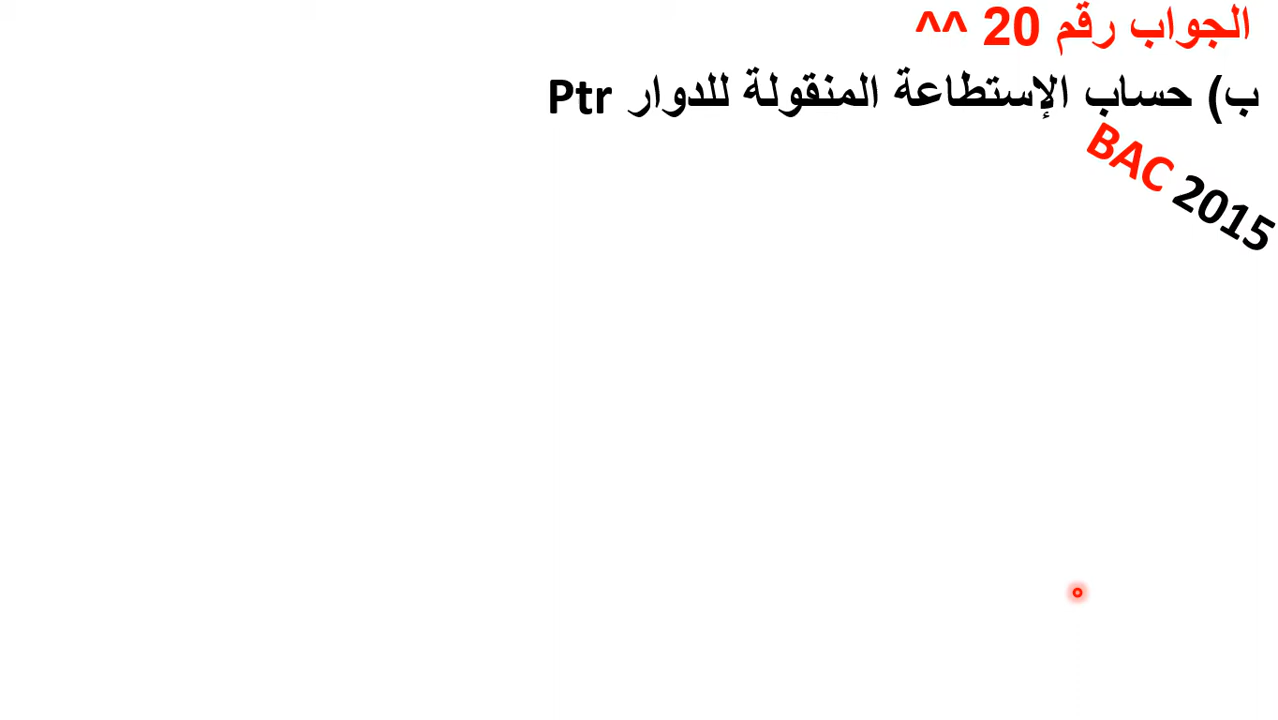 الجواب رقم 20 ^^
ب) حساب الإستطاعة المنقولة للدوار Ptr
BAC 2015